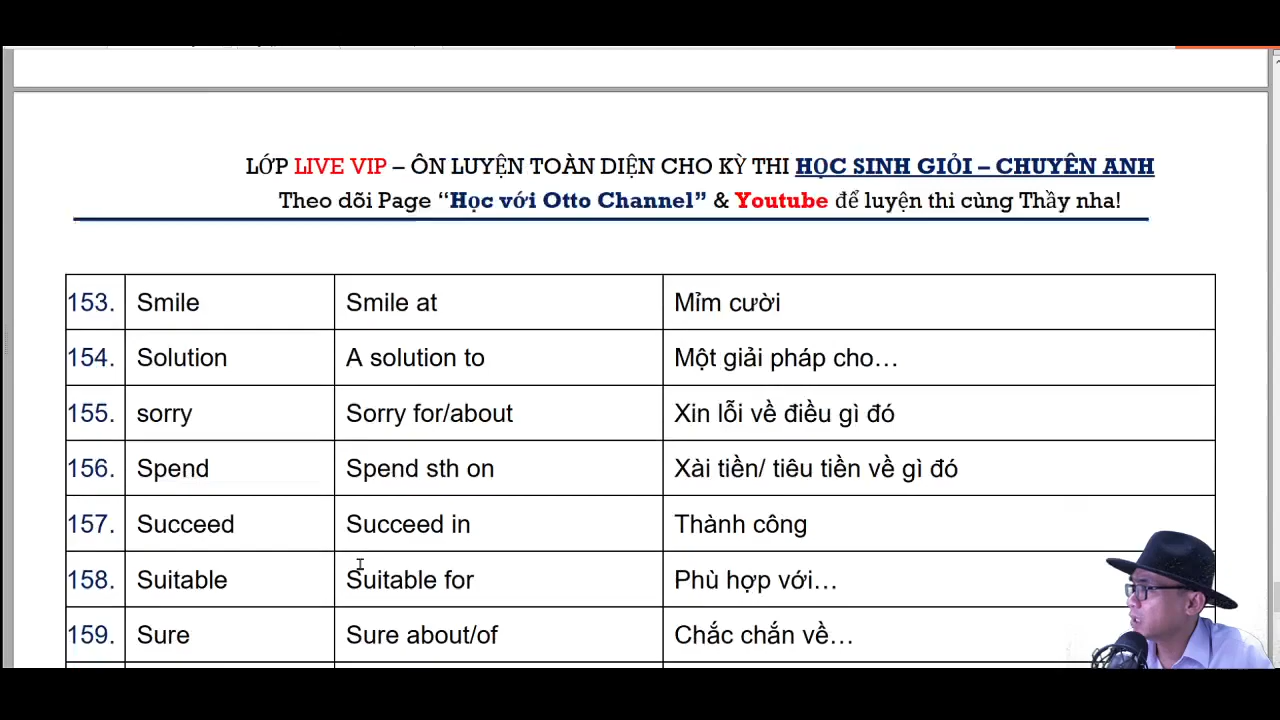 LỚP LIVE VIP – ÔN LUYỆN TOÀN DIỆN CHO KỲ THI HỌC SINH GIỎI – CHUYÊN ANH
Theo dõi Page “Học với Otto Channel” & Youtube để luyện thi cùng Thầy nha!
153. Smile Smile at Mỉm cười
154. Solution A solution to Một giải pháp cho…
155. sorry Sorry for/about Xin lỗi về điều gì đó
156. Spend Spend sth on Xài tiền/ tiêu tiền về gì đó
157. Succeed Succeed in Thành công
158. Suitable Suitable for Phù hợp với…
159. Sure Sure about/of Chắc chắn về…